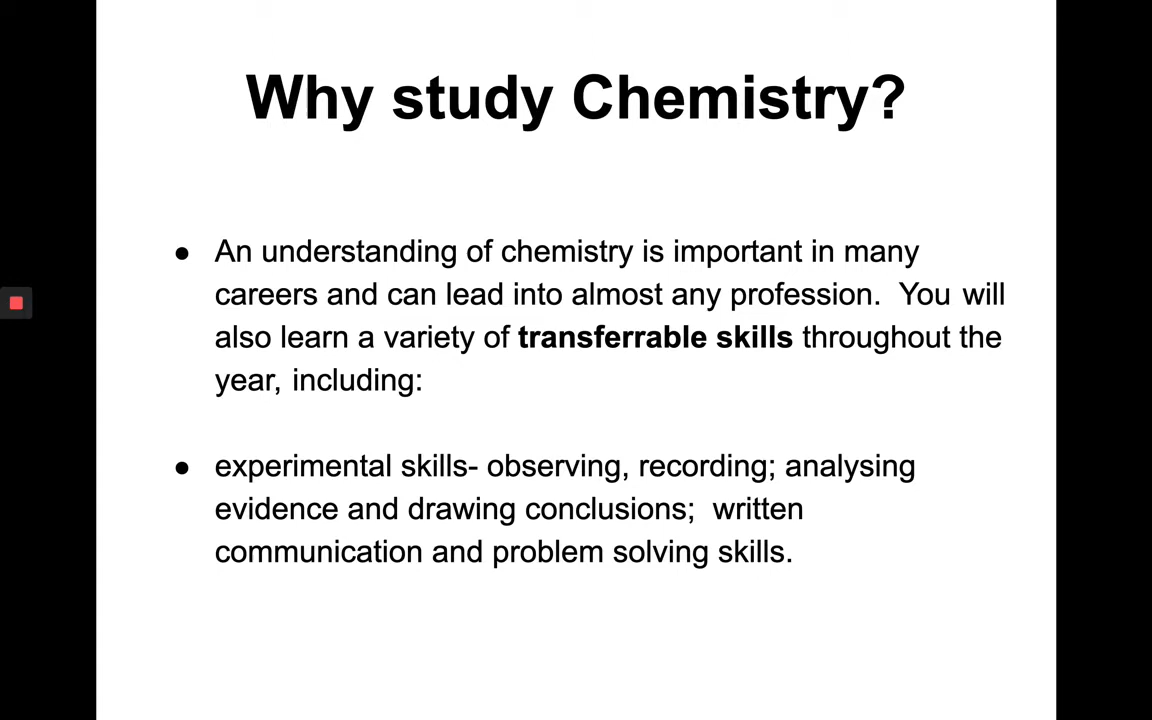 Why study Chemistry?
● An understanding of chemistry is important in many
careers and can lead into almost any profession.  You will
also learn a variety of transferrable skills throughout the
year, including:
● experimental skills- observing, recording; analysing
evidence and drawing conclusions;  written
communication and problem solving skills.